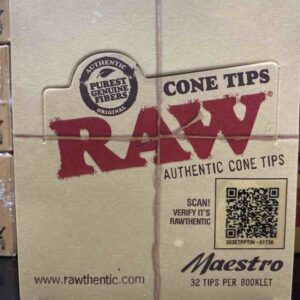 AUTHENTIC
PUREST
GENUINE
FIBERS
ORIGINAL
CONE TIPS
RAW®
AUTHENTIC CONE TIPS
SCAN!
VERIFY IT'S
RAWTHENTIC
Maestro
www.rawthentic.com
32 TIPS PER BOOKLET